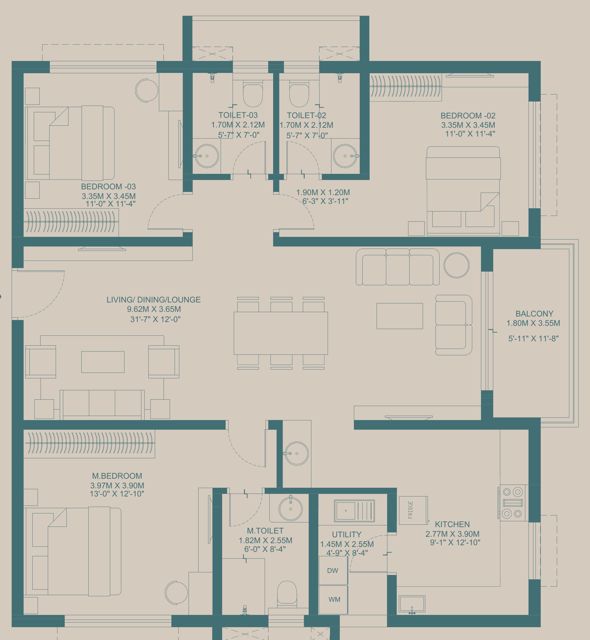 TOILET-03
1.70M X 2.12M
5'-7" X 7'-0"
TOILET-02
1.70M X 2.12M
5'-7" X 7'-0"
BEDROOM -02
3.35M X 3.45M
11'-0" X 11'-4"
BEDROOM -03
3.35M X 3.45M
11'-0" X 11'-4"
1.90M X 1.20M
6'-3" X 3'-11"
LIVING/ DINING/LOUNGE
9.62M X 3.65M
31'-7" X 12'-0"
BALCONY
1.80M X 3.55M
5'-11" X 11'-8"
M.BEDROOM
3.97M X 3.90M
13'-0" X 12'-10"
M.TOILET
1.82M X 2.55M
6'-0" X 8'-4"
UTILITY
1.45M X 2.55M
4'-9" X 8'-4"
DW
WM
FRIDGE
KITCHEN
2.77M X 3.90M
9'-1" X 12'-10"